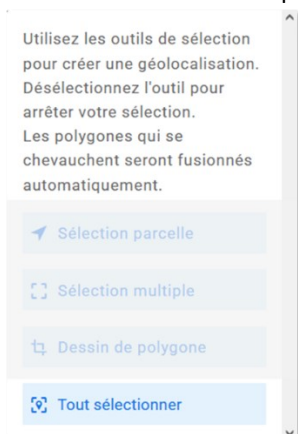 Utilisez les outils de sélection
pour créer une géolocalisation.
Désélectionnez l'outil pour
arrêter votre sélection.
Les polygones qui se
chevauchent seront fusionnés
automatiquement.
Sélection parcelle
Sélection multiple
Dessin de polygone
Tout sélectionner